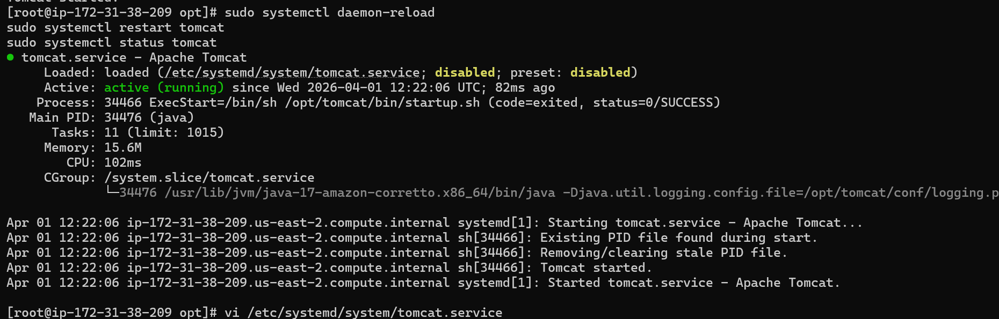 Tomcat started.
[root@ip-172-31-38-209 opt]# sudo systemctl daemon-reload
sudo systemctl restart tomcat
sudo systemctl status tomcat
● tomcat.service - Apache Tomcat
Loaded: loaded (/etc/systemd/system/tomcat.service; disabled; preset: disabled)
Active: active (running) since Wed 2026-04-01 12:22:06 UTC; 82ms ago
Process: 34466 ExecStart=/bin/sh /opt/tomcat/bin/startup.sh (code=exited, status=0/SUCCESS)
Main PID: 34476 (java)
Tasks: 11 (limit: 1015)
Memory: 15.6M
CPU: 102ms
CGroup: /system.slice/tomcat.service
└─34476 /usr/lib/jvm/java-17-amazon-corretto.x86_64/bin/java -Djava.util.logging.config.file=/opt/tomcat/conf/logging.p
Apr 01 12:22:06 ip-172-31-38-209.us-east-2.compute.internal systemd[1]: Starting tomcat.service - Apache Tomcat...
Apr 01 12:22:06 ip-172-31-38-209.us-east-2.compute.internal sh[34466]: Existing PID file found during start.
Apr 01 12:22:06 ip-172-31-38-209.us-east-2.compute.internal sh[34466]: Removing/clearing stale PID file.
Apr 01 12:22:06 ip-172-31-38-209.us-east-2.compute.internal sh[34466]: Tomcat started.
Apr 01 12:22:06 ip-172-31-38-209.us-east-2.compute.internal systemd[1]: Started tomcat.service - Apache Tomcat.
[root@ip-172-31-38-209 opt]# vi /etc/systemd/system/tomcat.service